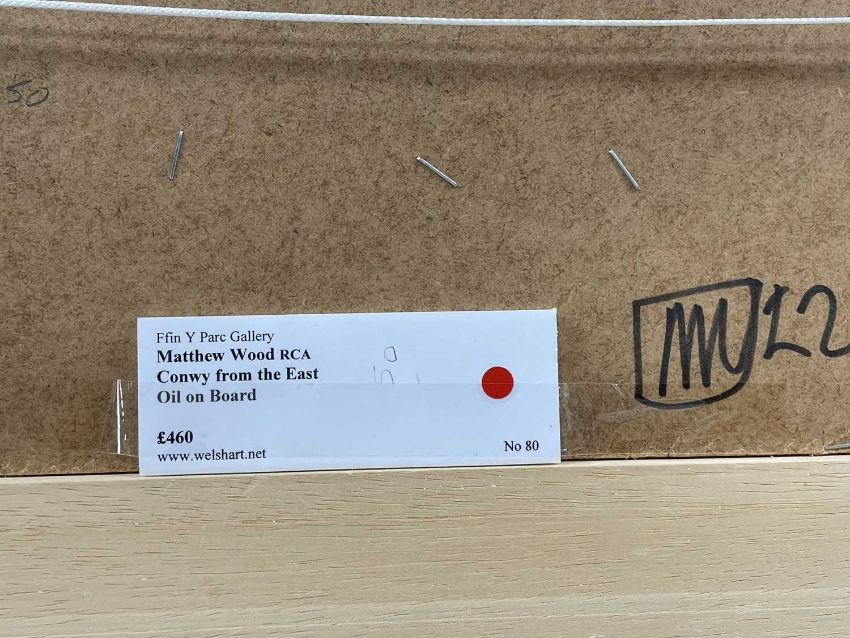 50
Ffin Y Parc Gallery
Matthew Wood RCA
Conwy from the East
Oil on Board
£460
www.welshart.net
No 80